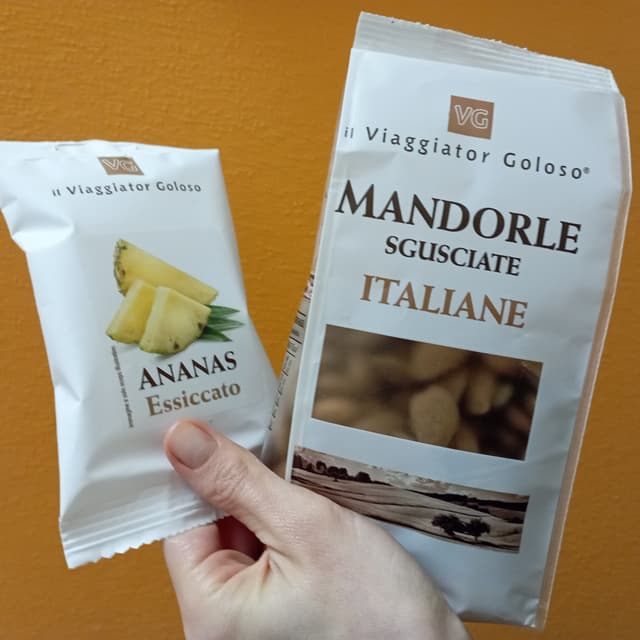 VG
il Viaggiator Goloso
ANANAS
Essiccato
VG
il Viaggiator Goloso®
MANDORLE
SGUSCIATE
ITALIANE